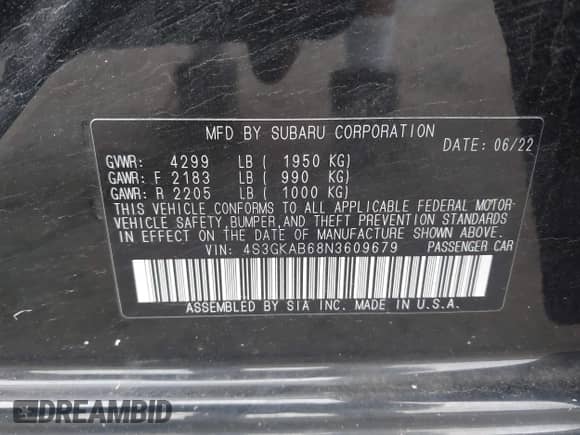 MFD BY SUBARU CORPORATION
DATE: 06/22
GVWR: 4299 LB ( 1950 KG)
GAWR: F 2183 LB ( 990 KG)
GAWR: R 2205 LB ( 1000 KG)
THIS VEHICLE CONFORMS TO ALL APPLICABLE FEDERAL MOTOR
VEHICLE SAFETY, BUMPER, AND THEFT PREVENTION STANDARDS
IN EFFECT ON THE DATE OF MANUFACTURE SHOWN ABOVE.
VIN: 4S3GKAB68N3609679 PASSENGER CAR
ASSEMBLED BY SIA INC. MADE IN U.S.A.
DREAMBID